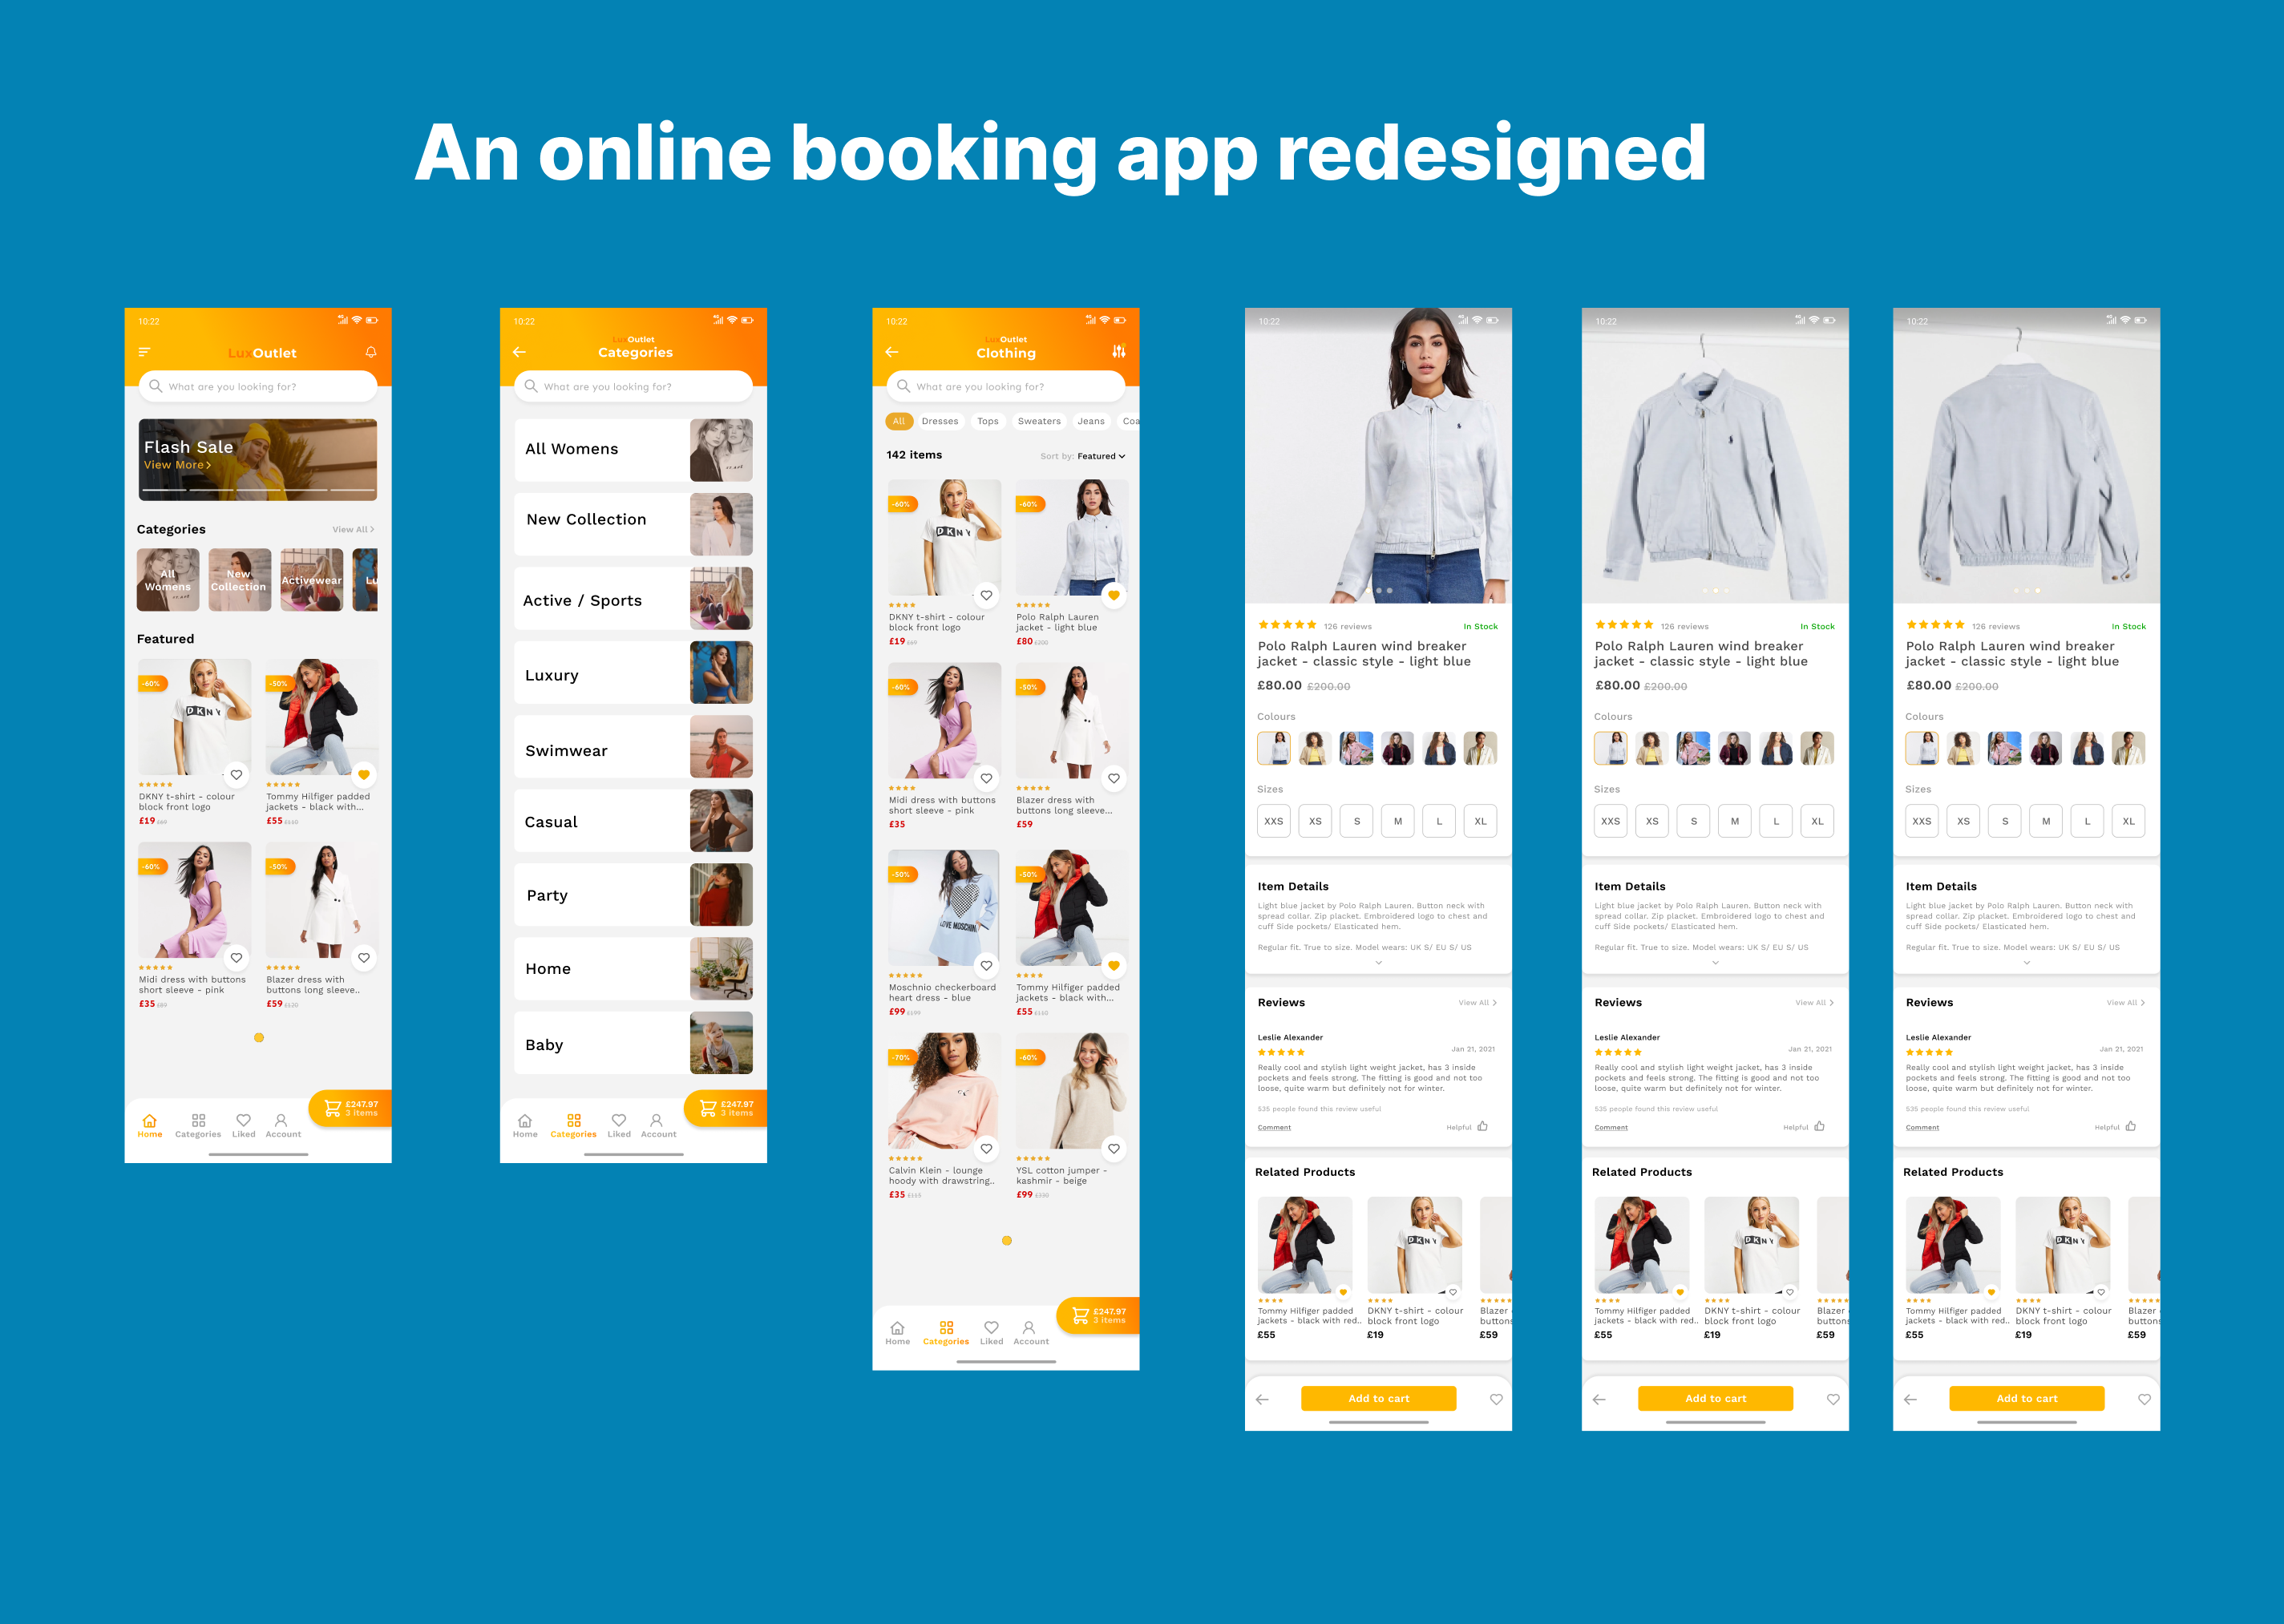 An online booking app redesigned
10:22
LuxOutlet
What are you looking for?
Flash Sale
View More
Categories
View All
All
Womens
New
Collection
Activewear
Lu
Featured
-60%
DKNY
DKNY t-shirt - colour
block front logo
£19 £69
-50%
Tommy Hilfiger padded
jackets - black with...
£55 £110
-60%
Midi dress with buttons
short sleeve - pink
£35 £89
-50%
Blazer dress with
buttons long sleeve..
£59 £120
£247.97
3 items
Home
Categories
Liked
Account
10:22
LuxOutlet
Categories
What are you looking for?
All Womens
New Collection
Active / Sports
Luxury
Swimwear
Casual
Party
Home
Baby
£247.97
3 items
Home
Categories
Liked
Account
10:22
LuxOutlet
Clothing
What are you looking for?
All
Dresses
Tops
Sweaters
Jeans
Coa
142 items
Sort by: Featured
-60%
DKNY
DKNY t-shirt - colour
block front logo
£19 £69
-60%
Polo Ralph Lauren
jacket - light blue
£80 £200
-60%
Midi dress with buttons
short sleeve - pink
£35
-50%
Blazer dress with
buttons long sleeve...
£59
-50%
LOVE MOSCHIN
Moschnio checkerboard
heart dress - blue
£99 £199
-50%
Tommy Hilfiger padded
jackets - black with...
£55 £110
-70%
Calvin Klein - lounge
hoody with drawstring..
£35 £115
-60%
YSL cotton jumper -
kashmir - beige
£99 £330
£247.97
3 items
Home
Categories
Liked
Account
10:22
126 reviews
In Stock
Polo Ralph Lauren wind breaker
jacket - classic style - light blue
£80.00 £200.00
Colours
Sizes
XXS
XS
S
M
L
XL
Item Details
Light blue jacket by Polo Ralph Lauren. Button neck with
spread collar. Zip placket. Embroidered logo to chest and
cuff Side pockets/ Elasticated hem.
Regular fit. True to size. Model wears: UK S/ EU S/ US
Reviews
View All
Leslie Alexander
Jan 21, 2021
Really cool and stylish light weight jacket, has 3 inside
pockets and feels strong. The fitting is good and not too
loose, quite warm but definitely not for winter.
535 people found this review useful
Comment
Helpful
Related Products
DKNY
Tommy Hilfiger padded
jackets - black with red..
£55
DKNY t-shirt - colour
block front logo
£19
Blazer
buttons
£59
Add to cart
10:22
126 reviews
In Stock
Polo Ralph Lauren wind breaker
jacket - classic style - light blue
£80.00 £200.00
Colours
Sizes
XXS
XS
S
M
L
XL
Item Details
Light blue jacket by Polo Ralph Lauren. Button neck with
spread collar. Zip placket. Embroidered logo to chest and
cuff Side pockets/ Elasticated hem.
Regular fit. True to size. Model wears: UK S/ EU S/ US
Reviews
View All
Leslie Alexander
Jan 21, 2021
Really cool and stylish light weight jacket, has 3 inside
pockets and feels strong. The fitting is good and not too
loose, quite warm but definitely not for winter.
535 people found this review useful
Comment
Helpful
Related Products
DKNY
Tommy Hilfiger padded
jackets - black with red..
£55
DKNY t-shirt - colour
block front logo
£19
Blazer
buttons
£59
Add to cart
10:22
126 reviews
In Stock
Polo Ralph Lauren wind breaker
jacket - classic style - light blue
£80.00 £200.00
Colours
Sizes
XXS
XS
S
M
L
XL
Item Details
Light blue jacket by Polo Ralph Lauren. Button neck with
spread collar. Zip placket. Embroidered logo to chest and
cuff Side pockets/ Elasticated hem.
Regular fit. True to size. Model wears: UK S/ EU S/ US
Reviews
View All
Leslie Alexander
Jan 21, 2021
Really cool and stylish light weight jacket, has 3 inside
pockets and feels strong. The fitting is good and not too
loose, quite warm but definitely not for winter.
535 people found this review useful
Comment
Helpful
Related Products
DKNY
Tommy Hilfiger padded
jackets - black with red..
£55
DKNY t-shirt - colour
block front logo
£19
Blazer
buttons
£59
Add to cart